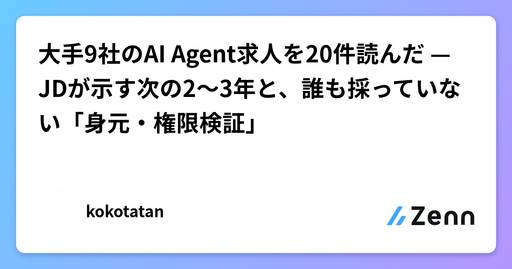 大手9社のAI Agent求人を20件読んだ —
JDが示す次の2〜3年と、誰も採っていな
い「身元・権限検証」
kokotatan
Zenn